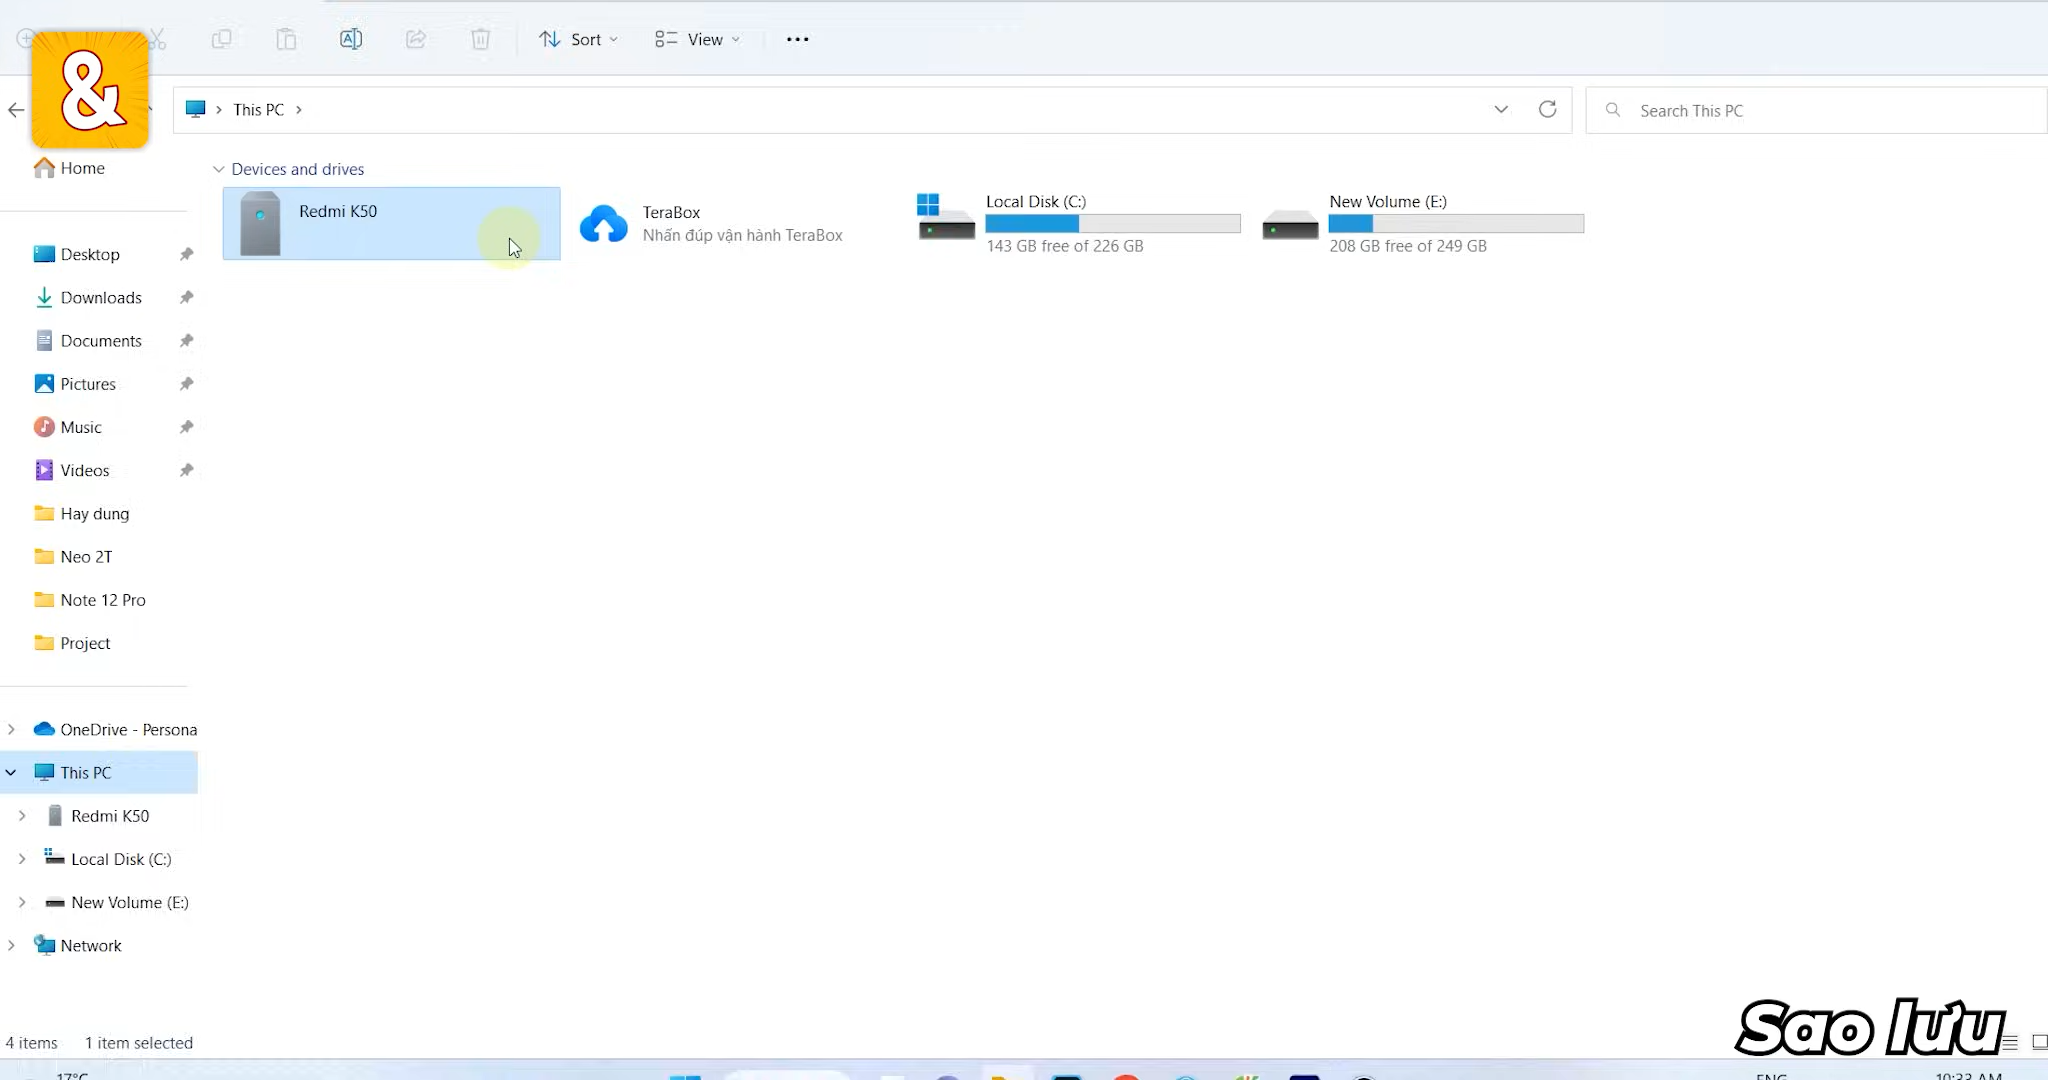 Sort
View
&
This PC
Search This PC
Home
Devices and drives
Redmi K50
TeraBox
Nhấn đúp vận hành TeraBox
Local Disk (C:)
143 GB free of 226 GB
New Volume (E:)
208 GB free of 249 GB
Desktop
Downloads
Documents
Pictures
Music
Videos
Hay dung
Neo 2T
Note 12 Pro
Project
OneDrive - Persona
This PC
Redmi K50
Local Disk (C:)
New Volume (E:)
Network
Sao lưu
4 items 1 item selected
17°C
ENG
10:33 AM